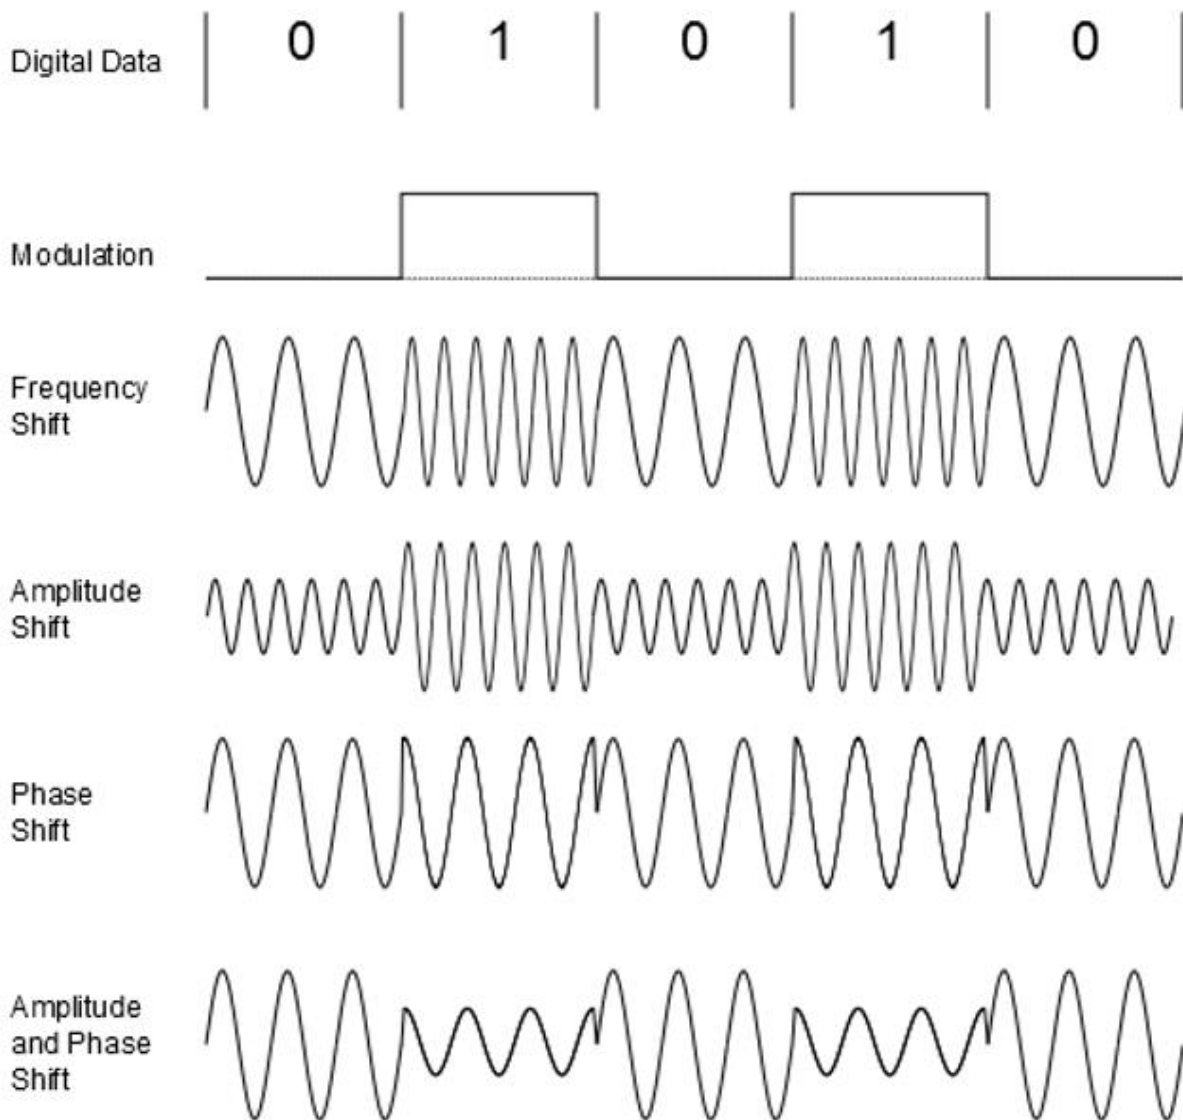 Digital Data 0 1 0 1 0
Modulation
Frequency
Shift
Amplitude
Shift
Phase
Shift
Amplitude
and Phase
Shift